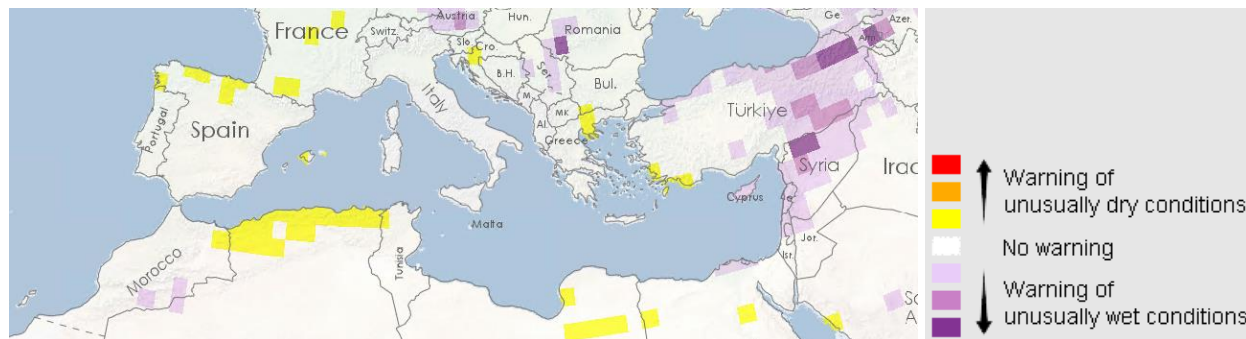 France
Switz.
Austria
Hun.
Romania
Ge.
Azer.
Arm.
Slo.
Cro.
B.H.
Ser.
Bul.
Italy
M.
MK
Al.
Greece
Türkiye
Portugal
Spain
Syria
Cyprus
Le.
Malta
Isr.
Jor.
Morocco
Tunisia
Warning of
unusually dry conditions
No warning
Warning of
unusually wet conditions